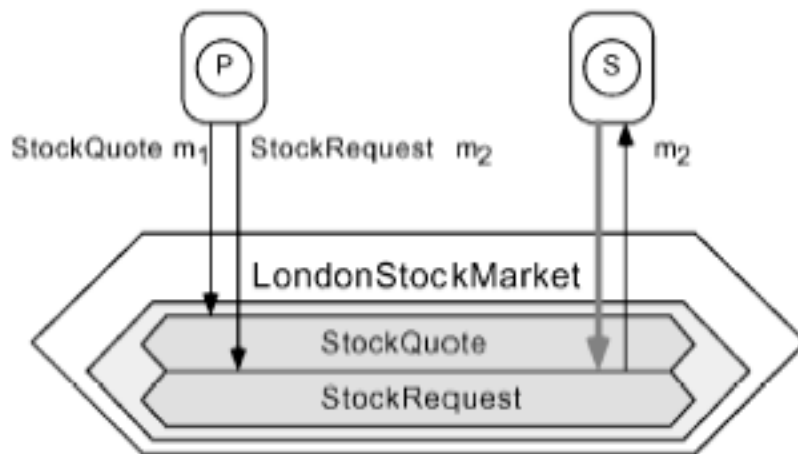 P
S
StockQuote m1 StockRequest m2 m2
LondonStockMarket
StockQuote
StockRequest